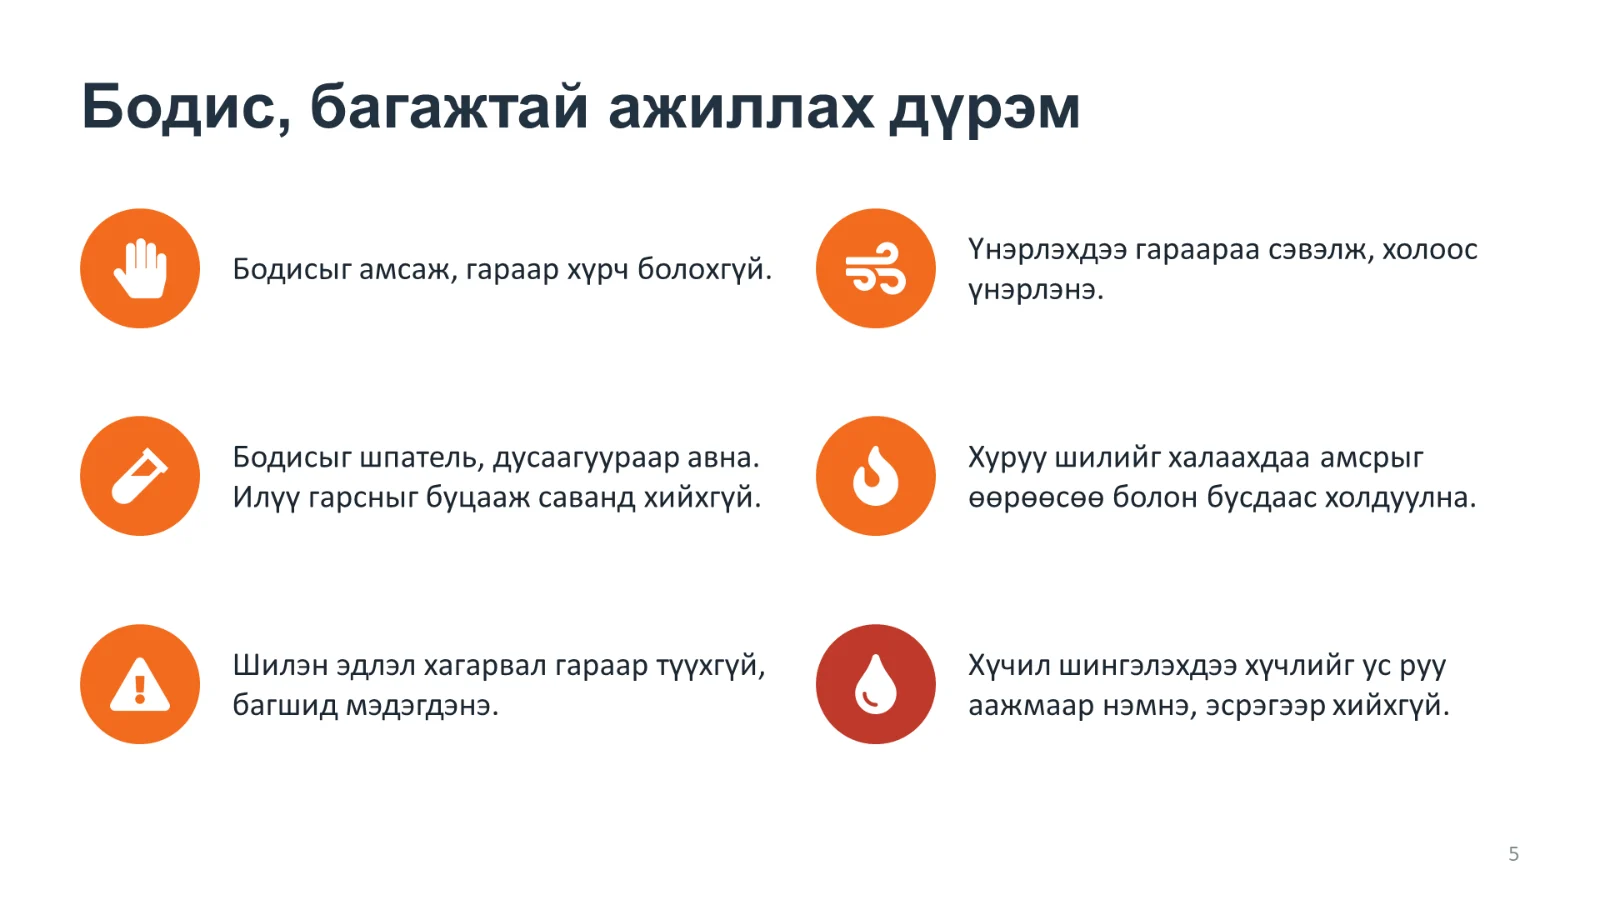 Бодис, багажтай ажиллах дүрэм
Бодисыг амсаж, гараар хүрч болохгүй.
Үнэрлэхдээ гараараа сэвэлж, холоос
үнэрлэнэ.
Бодисыг шпатель, дусаагуураар авна.
Илүү гарсныг буцааж саванд хийхгүй.
Хуруу шилийг халаахдаа амсрыг
өөрөөсөө болон бусдаас холдуулна.
Шилэн эдлэл хагарвал гараар түүхгүй,
багшид мэдэгдэнэ.
Хүчил шингэлэхдээ хүчлийг ус руу
аажмаар нэмнэ, эсрэгээр хийхгүй.
5